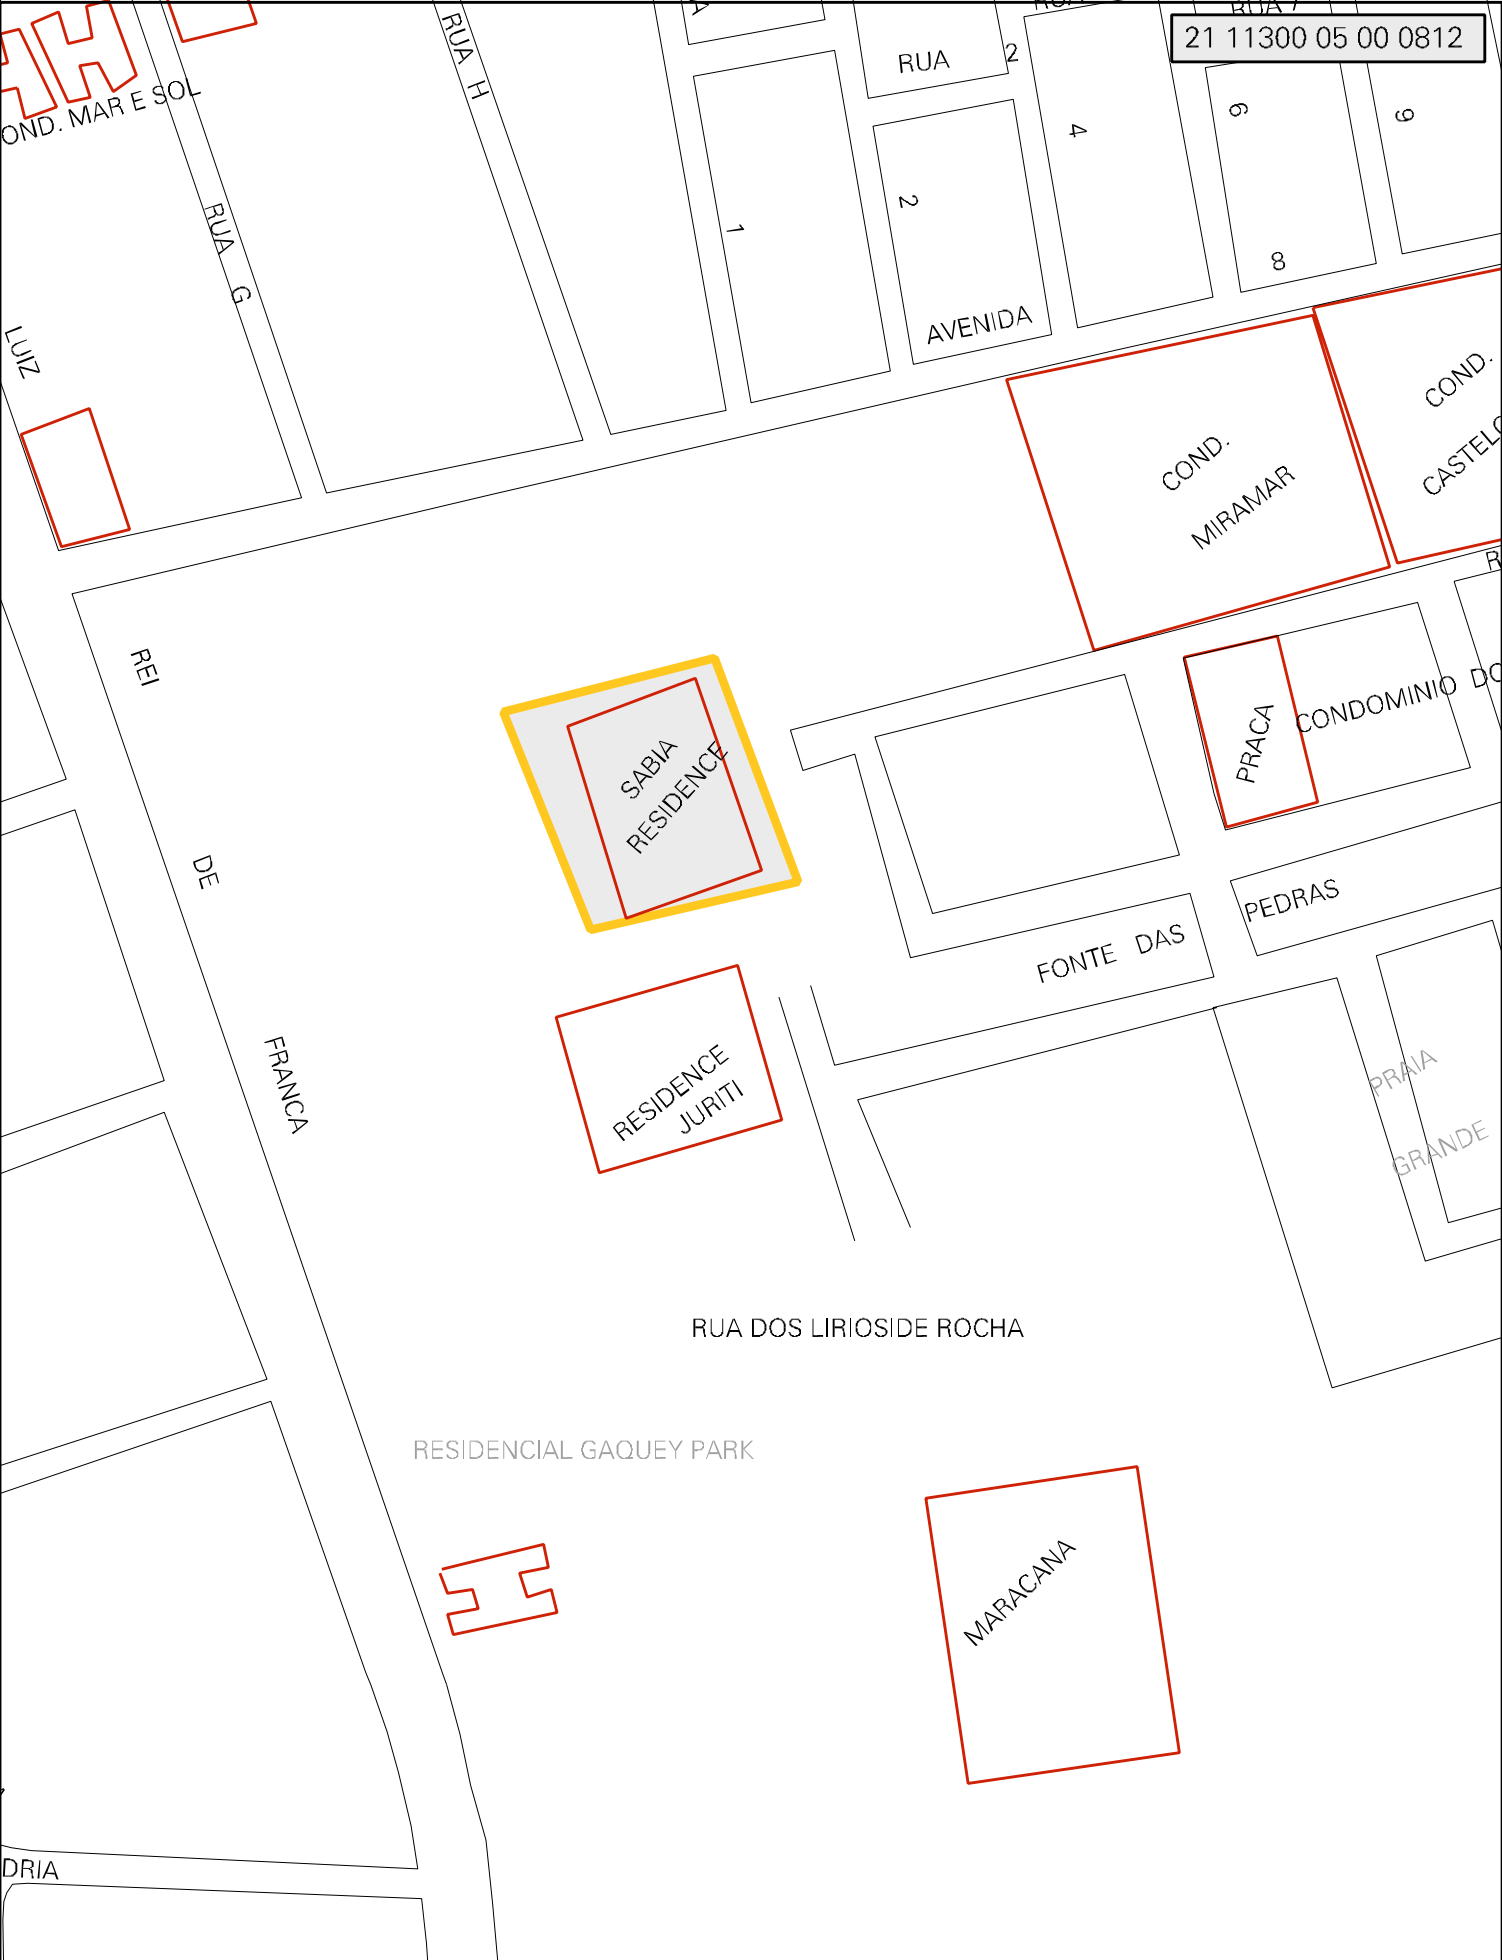 21 11300 05 00 0812
RUA H
RUA 2
RUA 7
OND. MAR E SOL
4
6
9
2
1
RUA G
8
AVENIDA
LUIZ
COND.
MIRAMAR
COND.
CASTELO
REI
SABIA
RESIDENCE
PRACA
CONDOMINIO DO
DE
PEDRAS
FONTE DAS
FRANCA
RESIDENCE
JURITI
PRAIA
GRANDE
RUA DOS LIRIOSIDE ROCHA
RESIDENCIAL GAQUEY PARK
MARACANA
DRIA